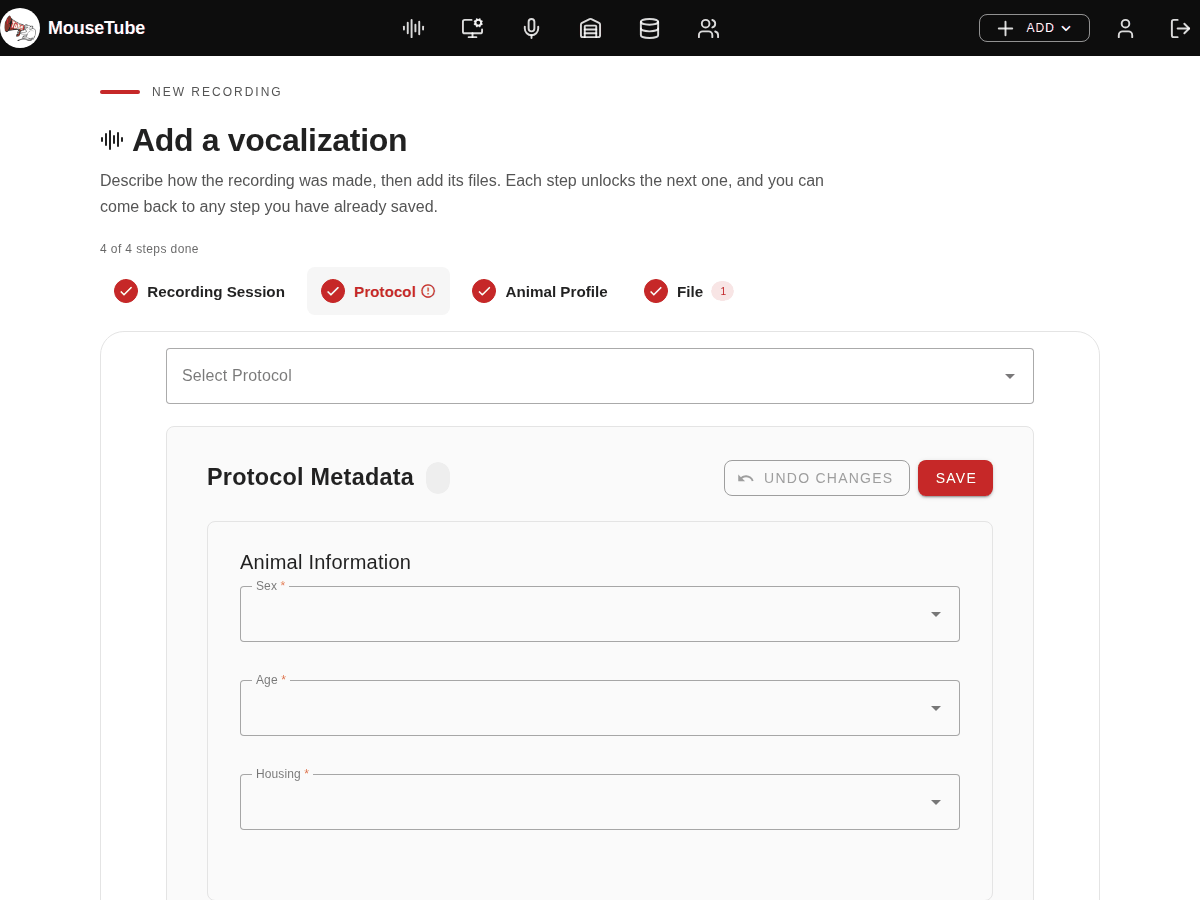 MouseTube
ADD
NEW RECORDING
Add a vocalization
Describe how the recording was made, then add its files. Each step unlocks the next one, and you can
come back to any step you have already saved.
4 of 4 steps done
Recording Session
Protocol
Animal Profile
File 1
Select Protocol
Protocol Metadata
UNDO CHANGES
SAVE
Animal Information
Sex *
Age *
Housing *